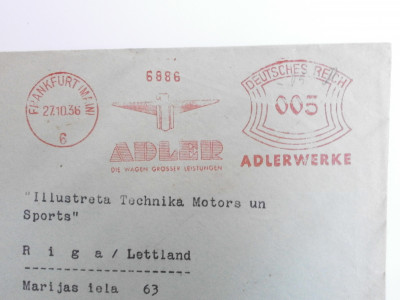 FRANKFURT (MAIN)
27.10.36
6
6886
ADLER
DIE WAGEN GROSSER LEISTUNGEN
DEUTSCHES REICH
005
ADLERWERKE
"Illustreta Technika Motors un
Sports"
R i g a / Lettland
Marijas iela 63